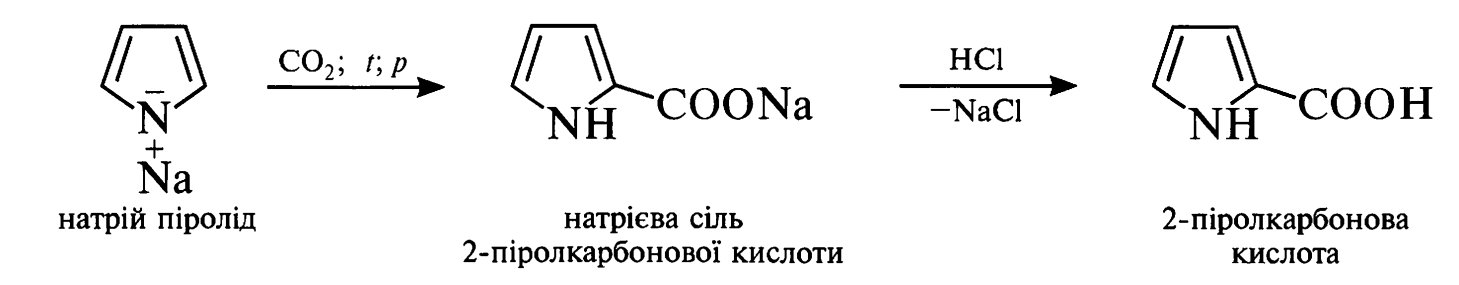 CO₂; t; p
HCl
−NaCl
N̅
+
Na
NH
COONa
NH
COOH
натрій піролід
натрієва сіль
2-піролкарбонової кислоти
2-піролкарбонова
кислота